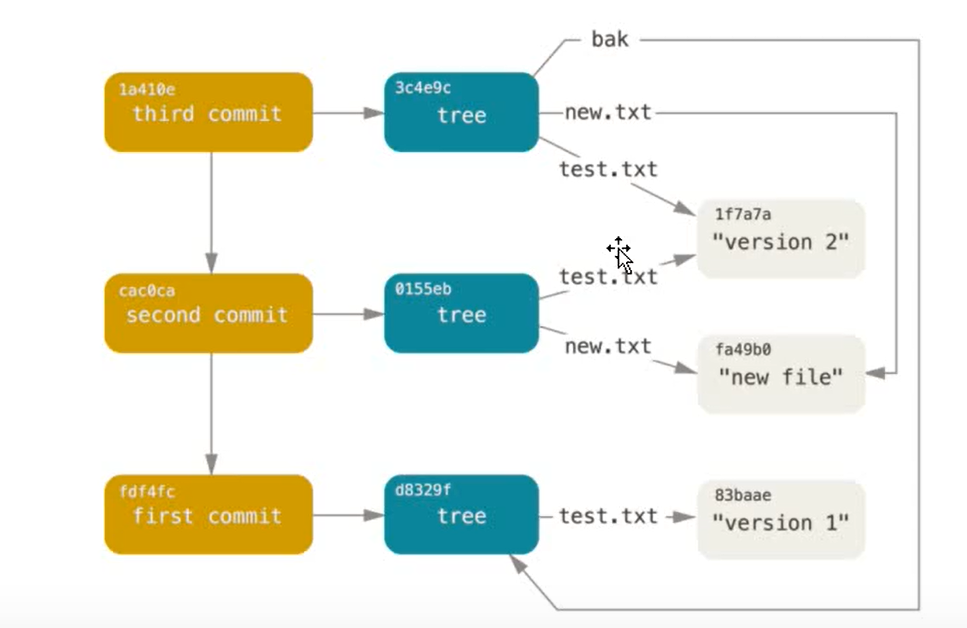 bak
1a410e
third commit
3c4e9c
tree
new.txt
test.txt
1f7a7a
"version 2"
cac0ca
second commit
0155eb
tree
test.txt
new.txt
fa49b0
"new file"
fdf4fc
first commit
d8329f
tree
test.txt
83baae
"version 1"